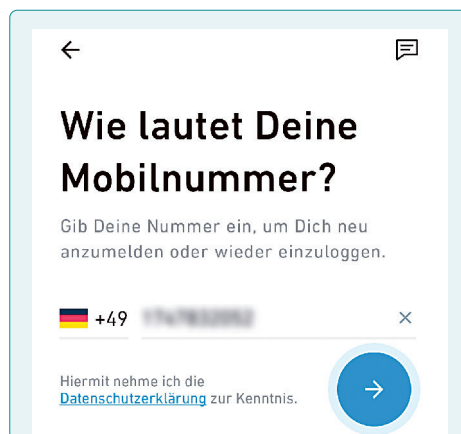 Wie lautet Deine
Mobilnummer?
Gib Deine Nummer ein, um Dich neu
anzumelden oder wieder einzuloggen.
+49
Hiermit nehme ich die
Datenschutzerklärung zur Kenntnis.